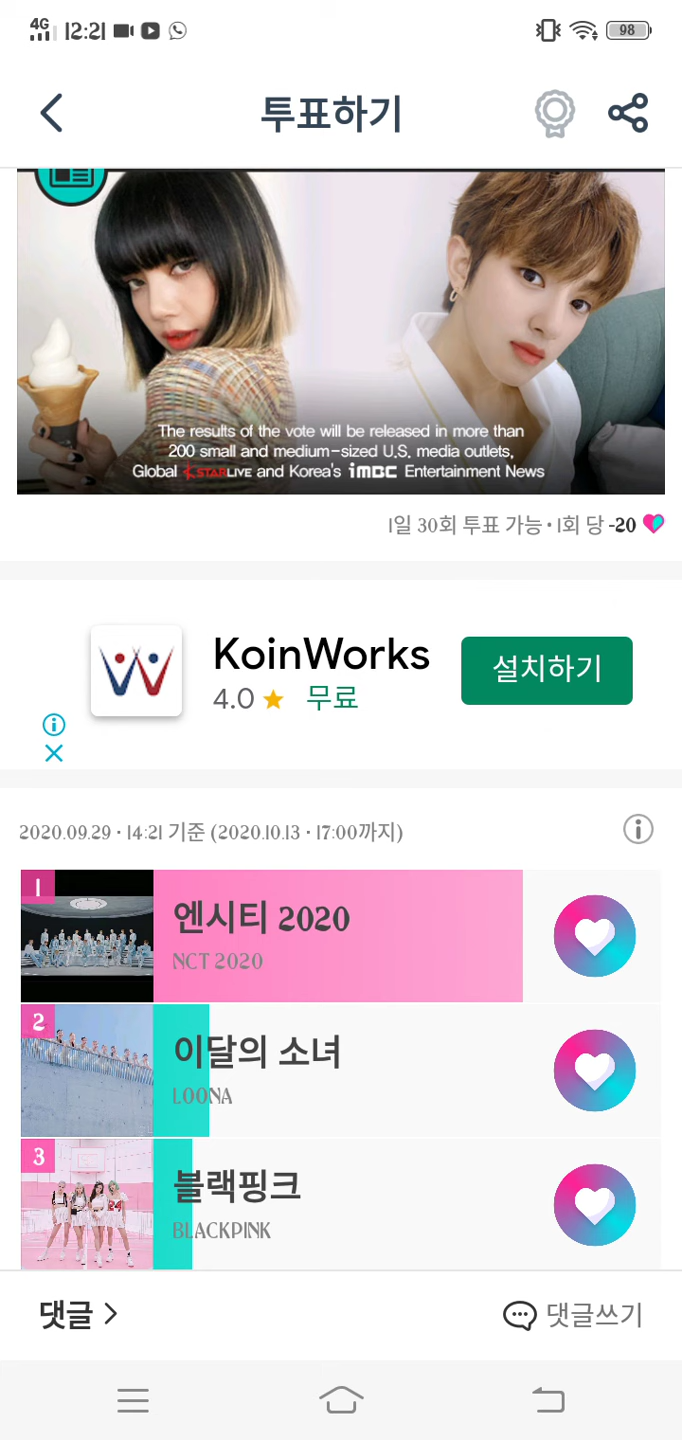 4G 12:21 98
투표하기
The results of the vote will be released in more than
200 small and medium-sized U.S. media outlets,
Global KSTARLIVE and Korea's iMBC Entertainment News
1일 30회 투표 가능 • 1회 당 -20
KoinWorks
4.0 ★ 무료
설치하기
2020.09.29 • 14:21 기준 (2020.10.13 • 17:00까지)
1
엔시티 2020
NCT 2020
2
이달의 소녀
LOONA
3
블랙핑크
BLACKPINK
댓글 >
댓글쓰기